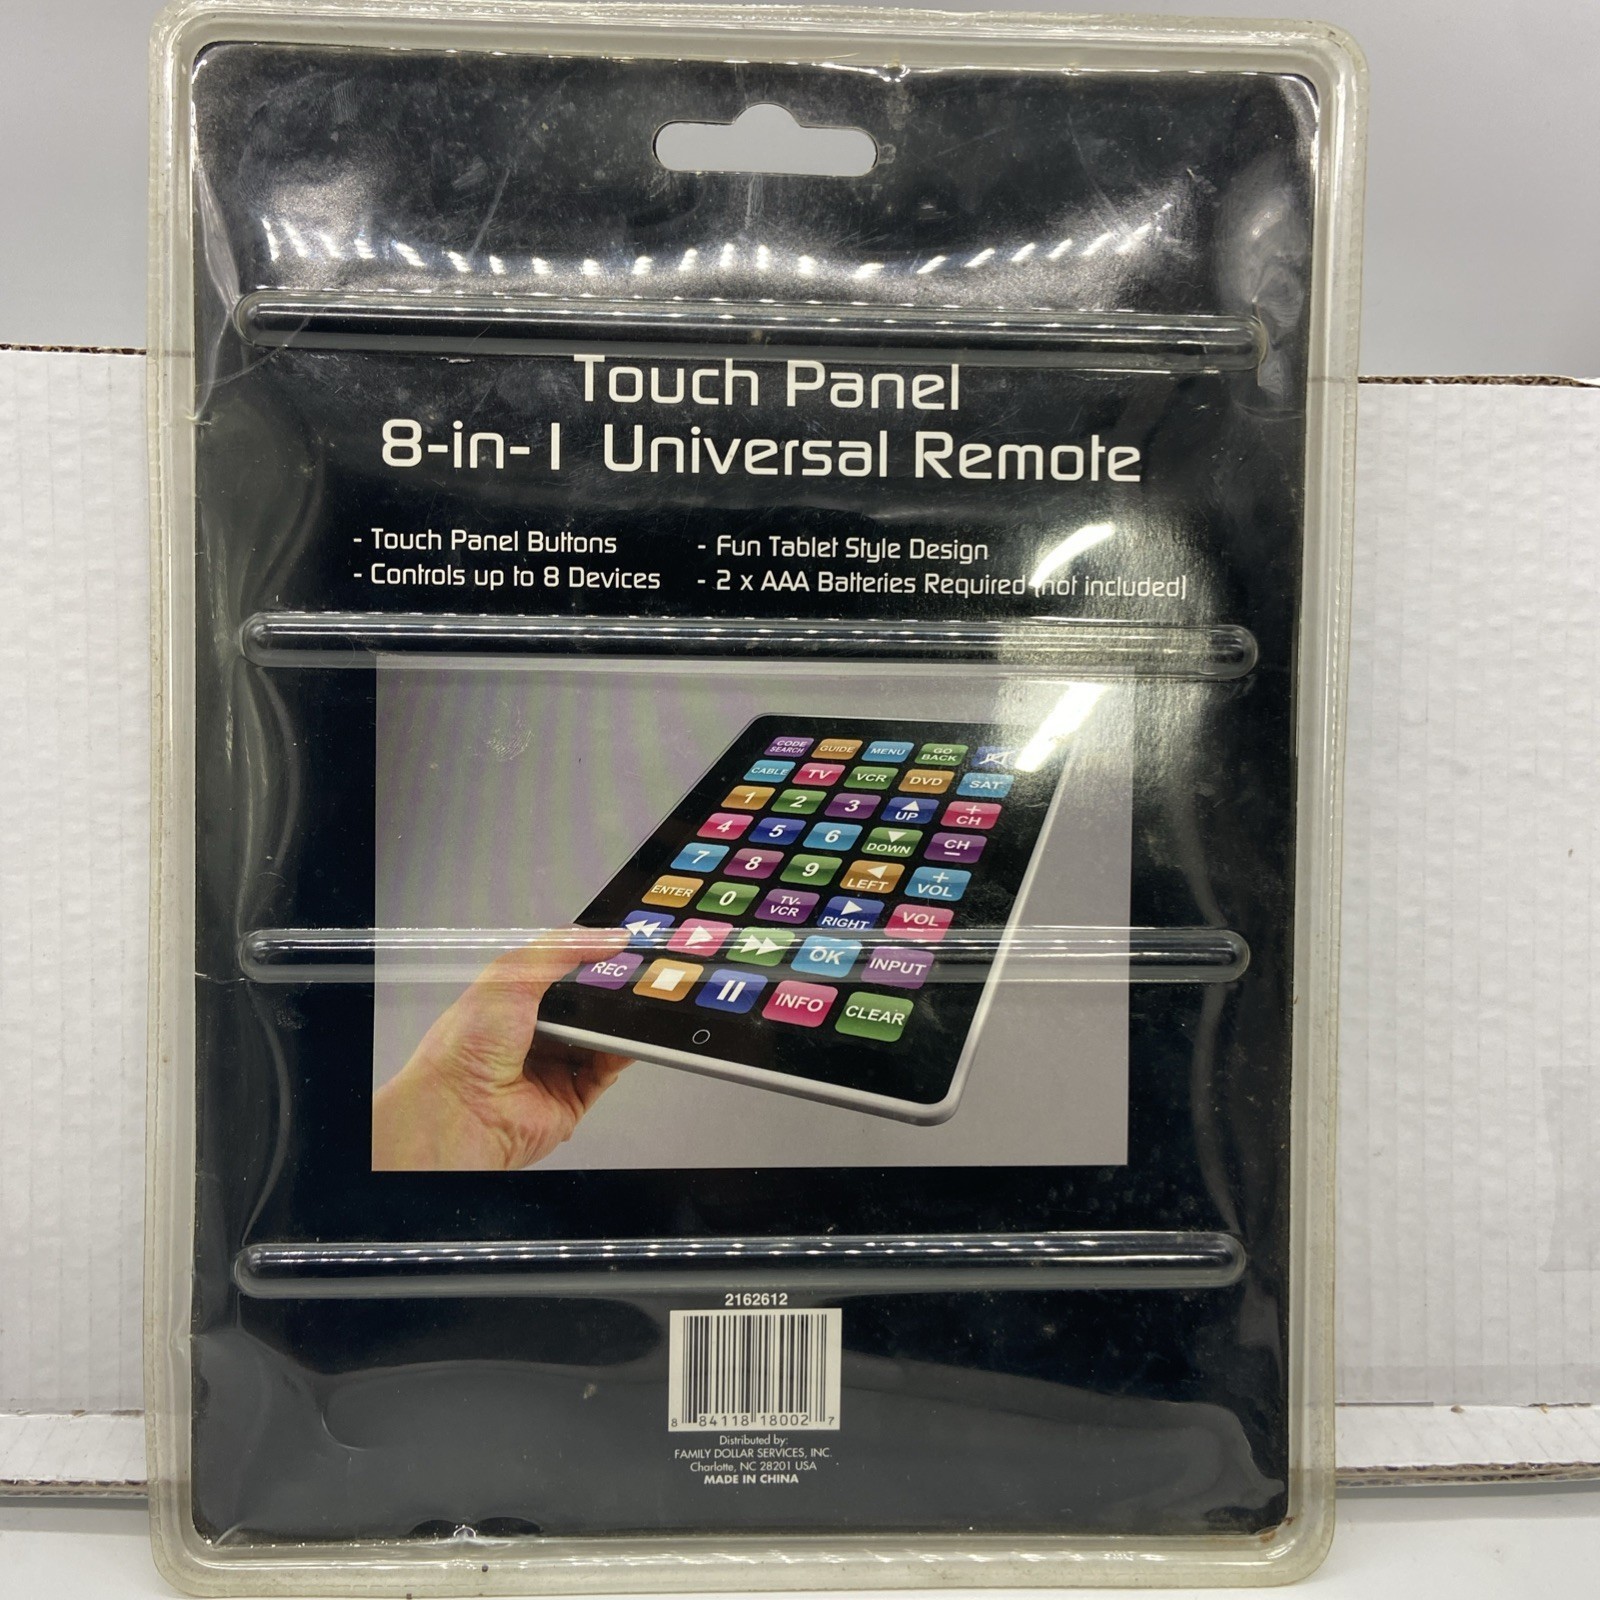 Touch Panel
8-in-1 Universal Remote
- Touch Panel Buttons
- Controls up to 8 Devices
- Fun Tablet Style Design
- 2 x AAA Batteries Required (not included)
CODE SEARCH GUIDE MENU GO BACK
CABLE TV VCR DVD SAT
1 2 3 UP + CH
4 5 6 DOWN CH -
7 8 9 LEFT + VOL
ENTER 0 TV-VCR RIGHT VOL -
OK INPUT
REC INFO CLEAR
2162612
8 84118 18002 7
Distributed by:
FAMILY DOLLAR SERVICES, INC.
Charlotte, NC 28201 USA
MADE IN CHINA